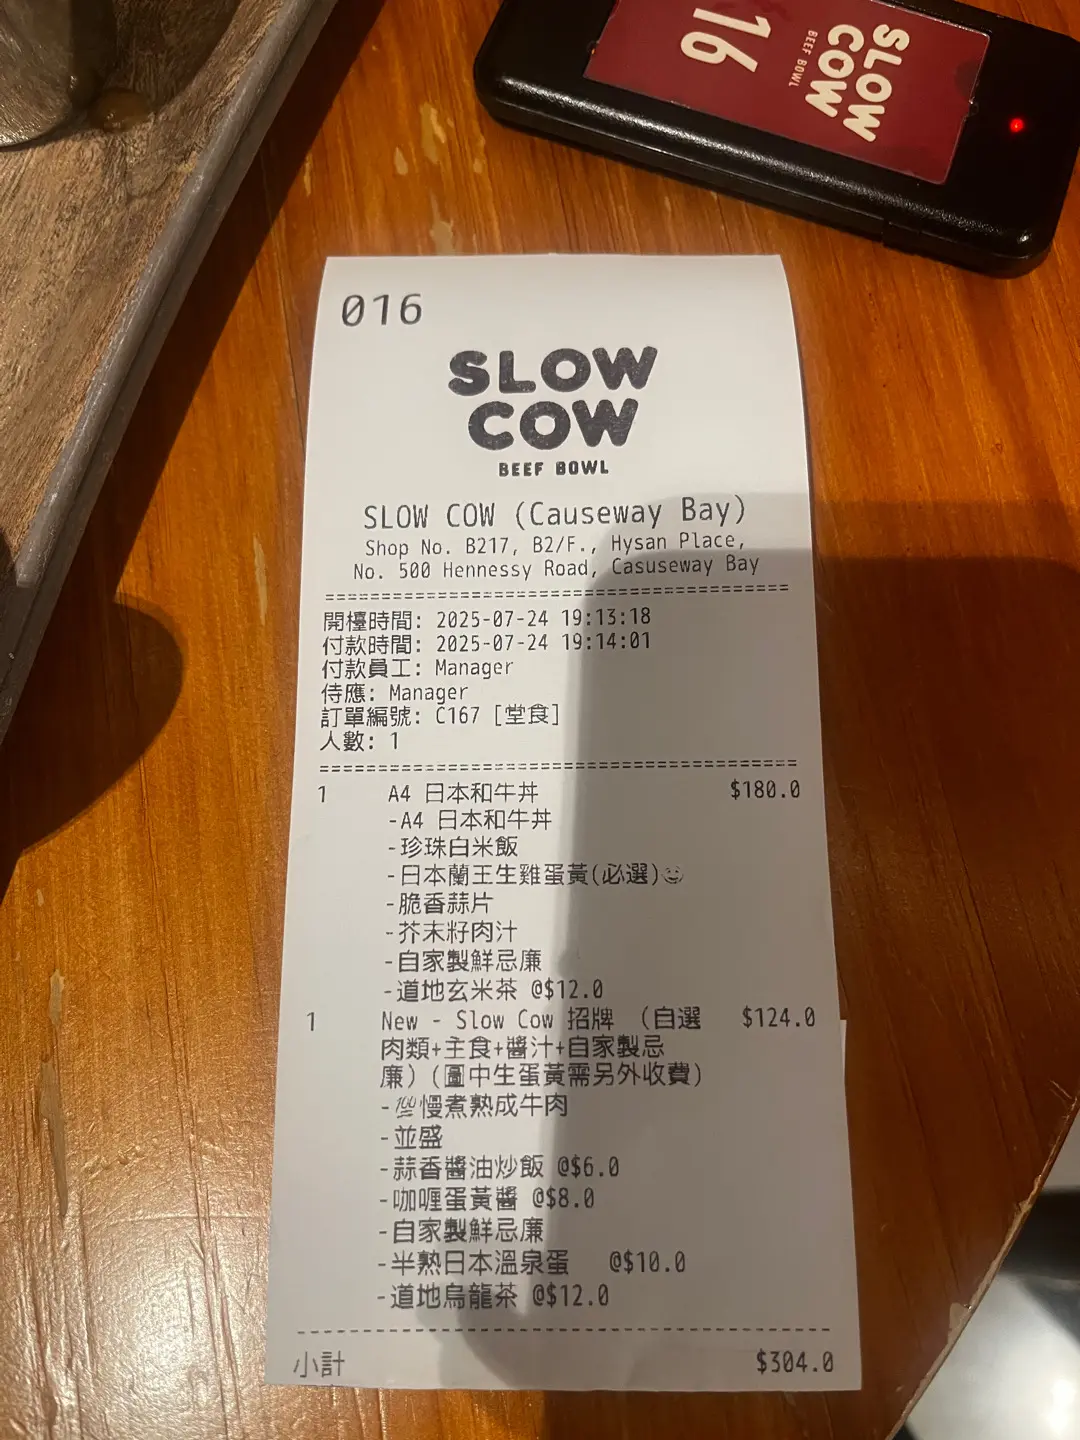 SLOW
COW
BEEF BOWL
16
016
SLOW
COW
BEEF BOWL
SLOW COW (Causeway Bay)
Shop No. B217, B2/F., Hysan Place,
No. 500 Hennessy Road, Casuseway Bay
========================================
開檯時間: 2025-07-24 19:13:18
付款時間: 2025-07-24 19:14:01
付款員工: Manager
侍應: Manager
訂單編號: C167 [堂食]
人數: 1
========================================
1 A4 日本和牛丼 $180.0
-A4 日本和牛丼
-珍珠白米飯
-日本蘭王生雞蛋黃(必選)😊
-脆香蒜片
-芥末籽肉汁
-自家製鮮忌廉
-道地玄米茶 @$12.0
1 New - Slow Cow 招牌 (自選 $124.0
肉類+主食+醬汁+自家製忌
廉)(圖中生蛋黃需另外收費)
-💯慢煮熟成牛肉
-並盛
-蒜香醬油炒飯 @$6.0
-咖喱蛋黃醬 @$8.0
-自家製鮮忌廉
-半熟日本溫泉蛋 @$10.0
-道地烏龍茶 @$12.0
----------------------------------------
小計 $304.0